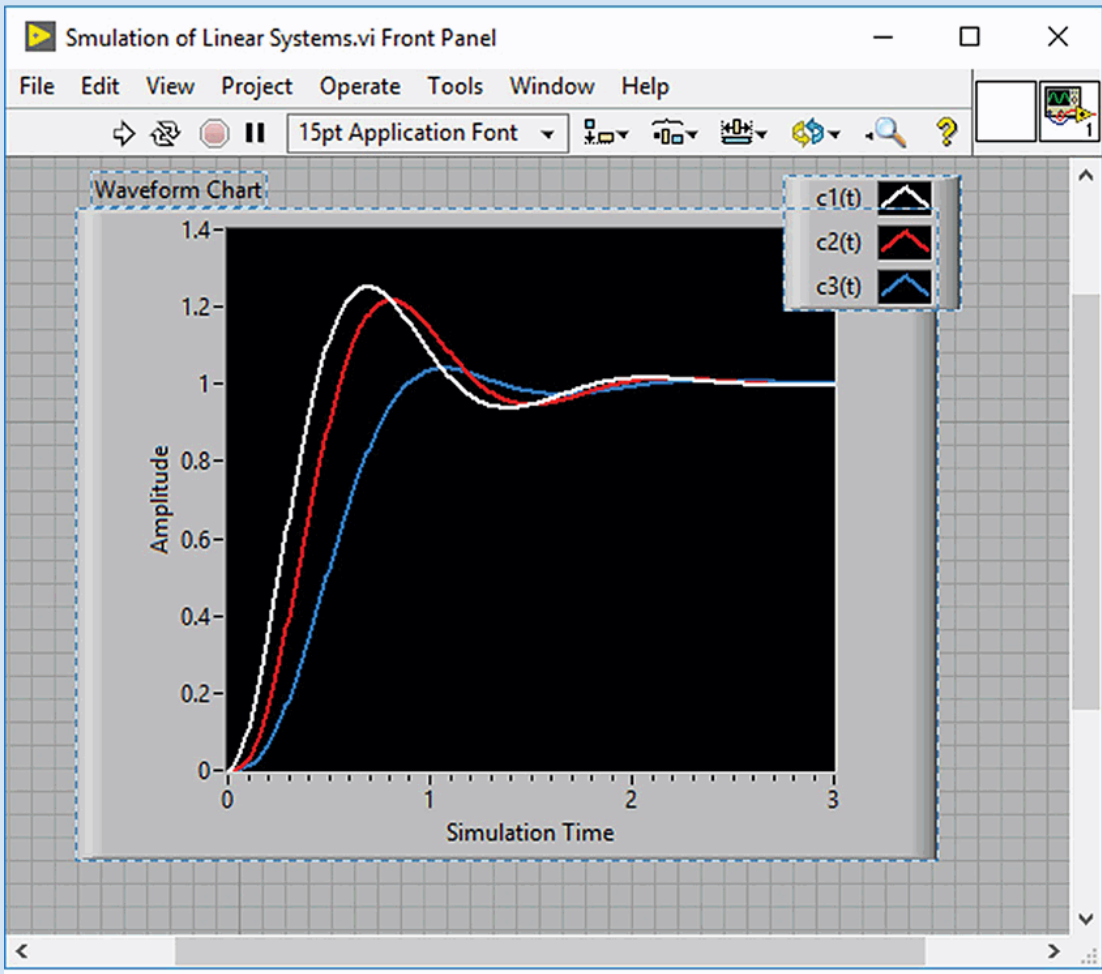 Smulation of Linear Systems.vi Front Panel
File Edit View Project Operate Tools Window Help
15pt Application Font
1
Waveform Chart
c1(t)
c2(t)
c3(t)
1.4
1.2
1
0.8
0.6
0.4
0.2
0
Amplitude
0 1 2 3
Simulation Time